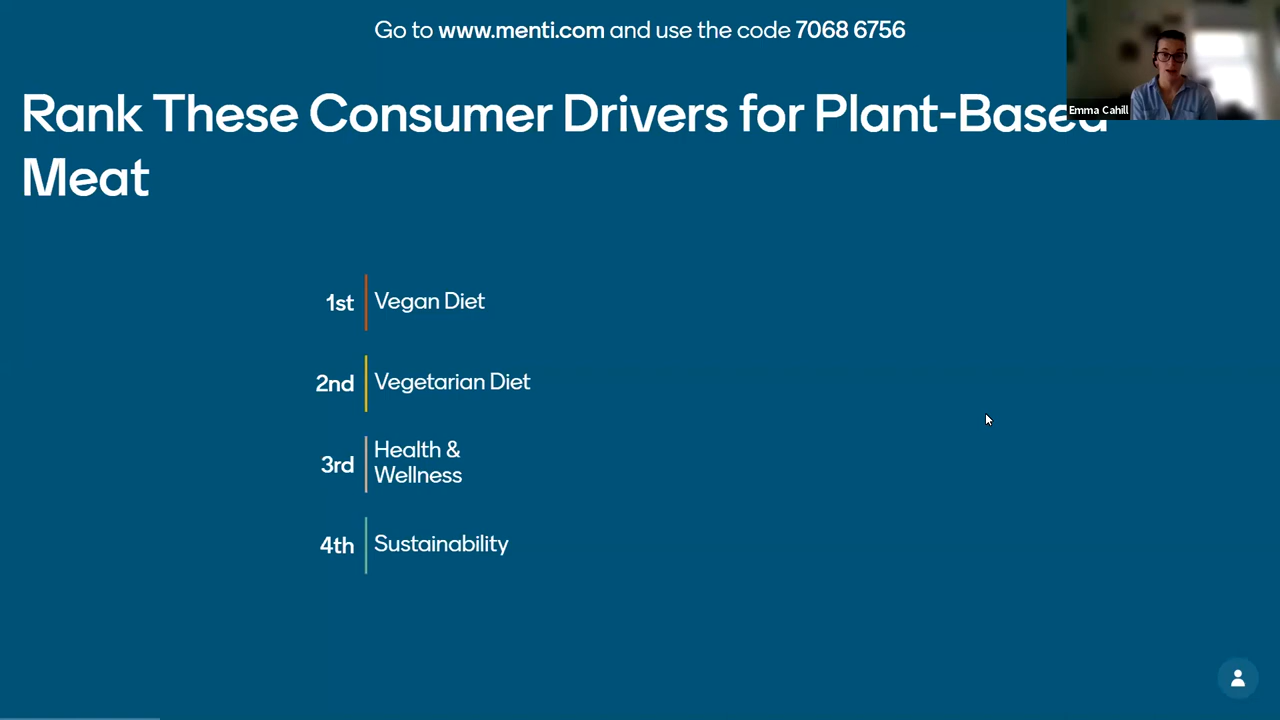 Go to www.menti.com and use the code 7068 6756
Emma Cahill
Rank These Consumer Drivers for Plant-Based
Meat
1st Vegan Diet
2nd Vegetarian Diet
3rd Health &
Wellness
4th Sustainability